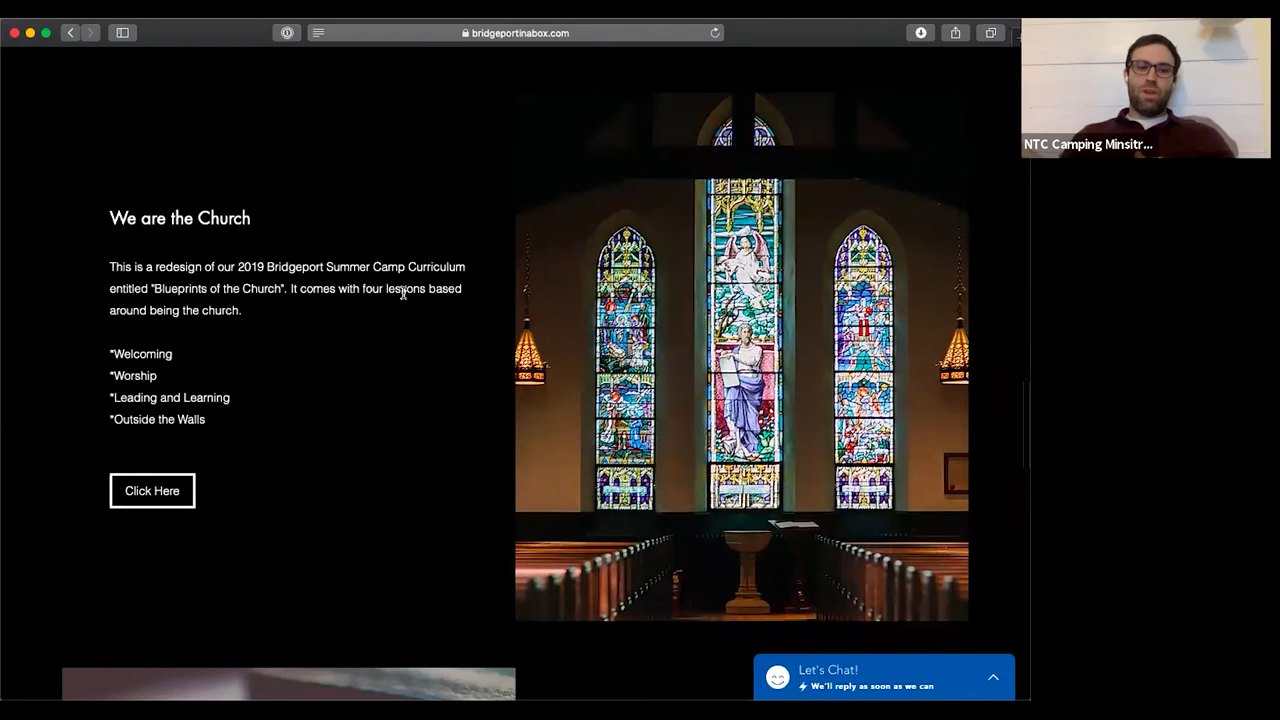 bridgeportinabox.com
NTC Camping Minsitr...
We are the Church
This is a redesign of our 2019 Bridgeport Summer Camp Curriculum
entitled "Blueprints of the Church". It comes with four lessons based
around being the church.
*Welcoming
*Worship
*Leading and Learning
*Outside the Walls
Click Here
Let's Chat!
We'll reply as soon as we can